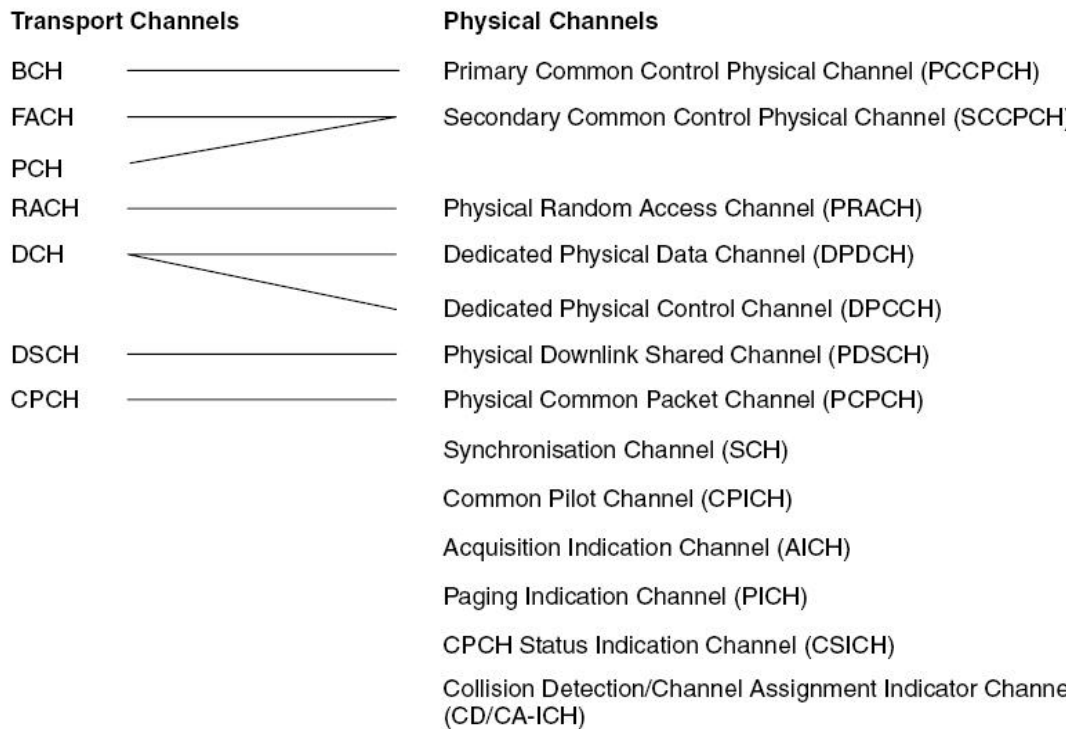 Transport Channels Physical Channels
BCH Primary Common Control Physical Channel (PCCPCH)
FACH Secondary Common Control Physical Channel (SCCPCH)
PCH
RACH Physical Random Access Channel (PRACH)
DCH Dedicated Physical Data Channel (DPDCH)
Dedicated Physical Control Channel (DPCCH)
DSCH Physical Downlink Shared Channel (PDSCH)
CPCH Physical Common Packet Channel (PCPCH)
Synchronisation Channel (SCH)
Common Pilot Channel (CPICH)
Acquisition Indication Channel (AICH)
Paging Indication Channel (PICH)
CPCH Status Indication Channel (CSICH)
Collision Detection/Channel Assignment Indicator Channe
(CD/CA-ICH)